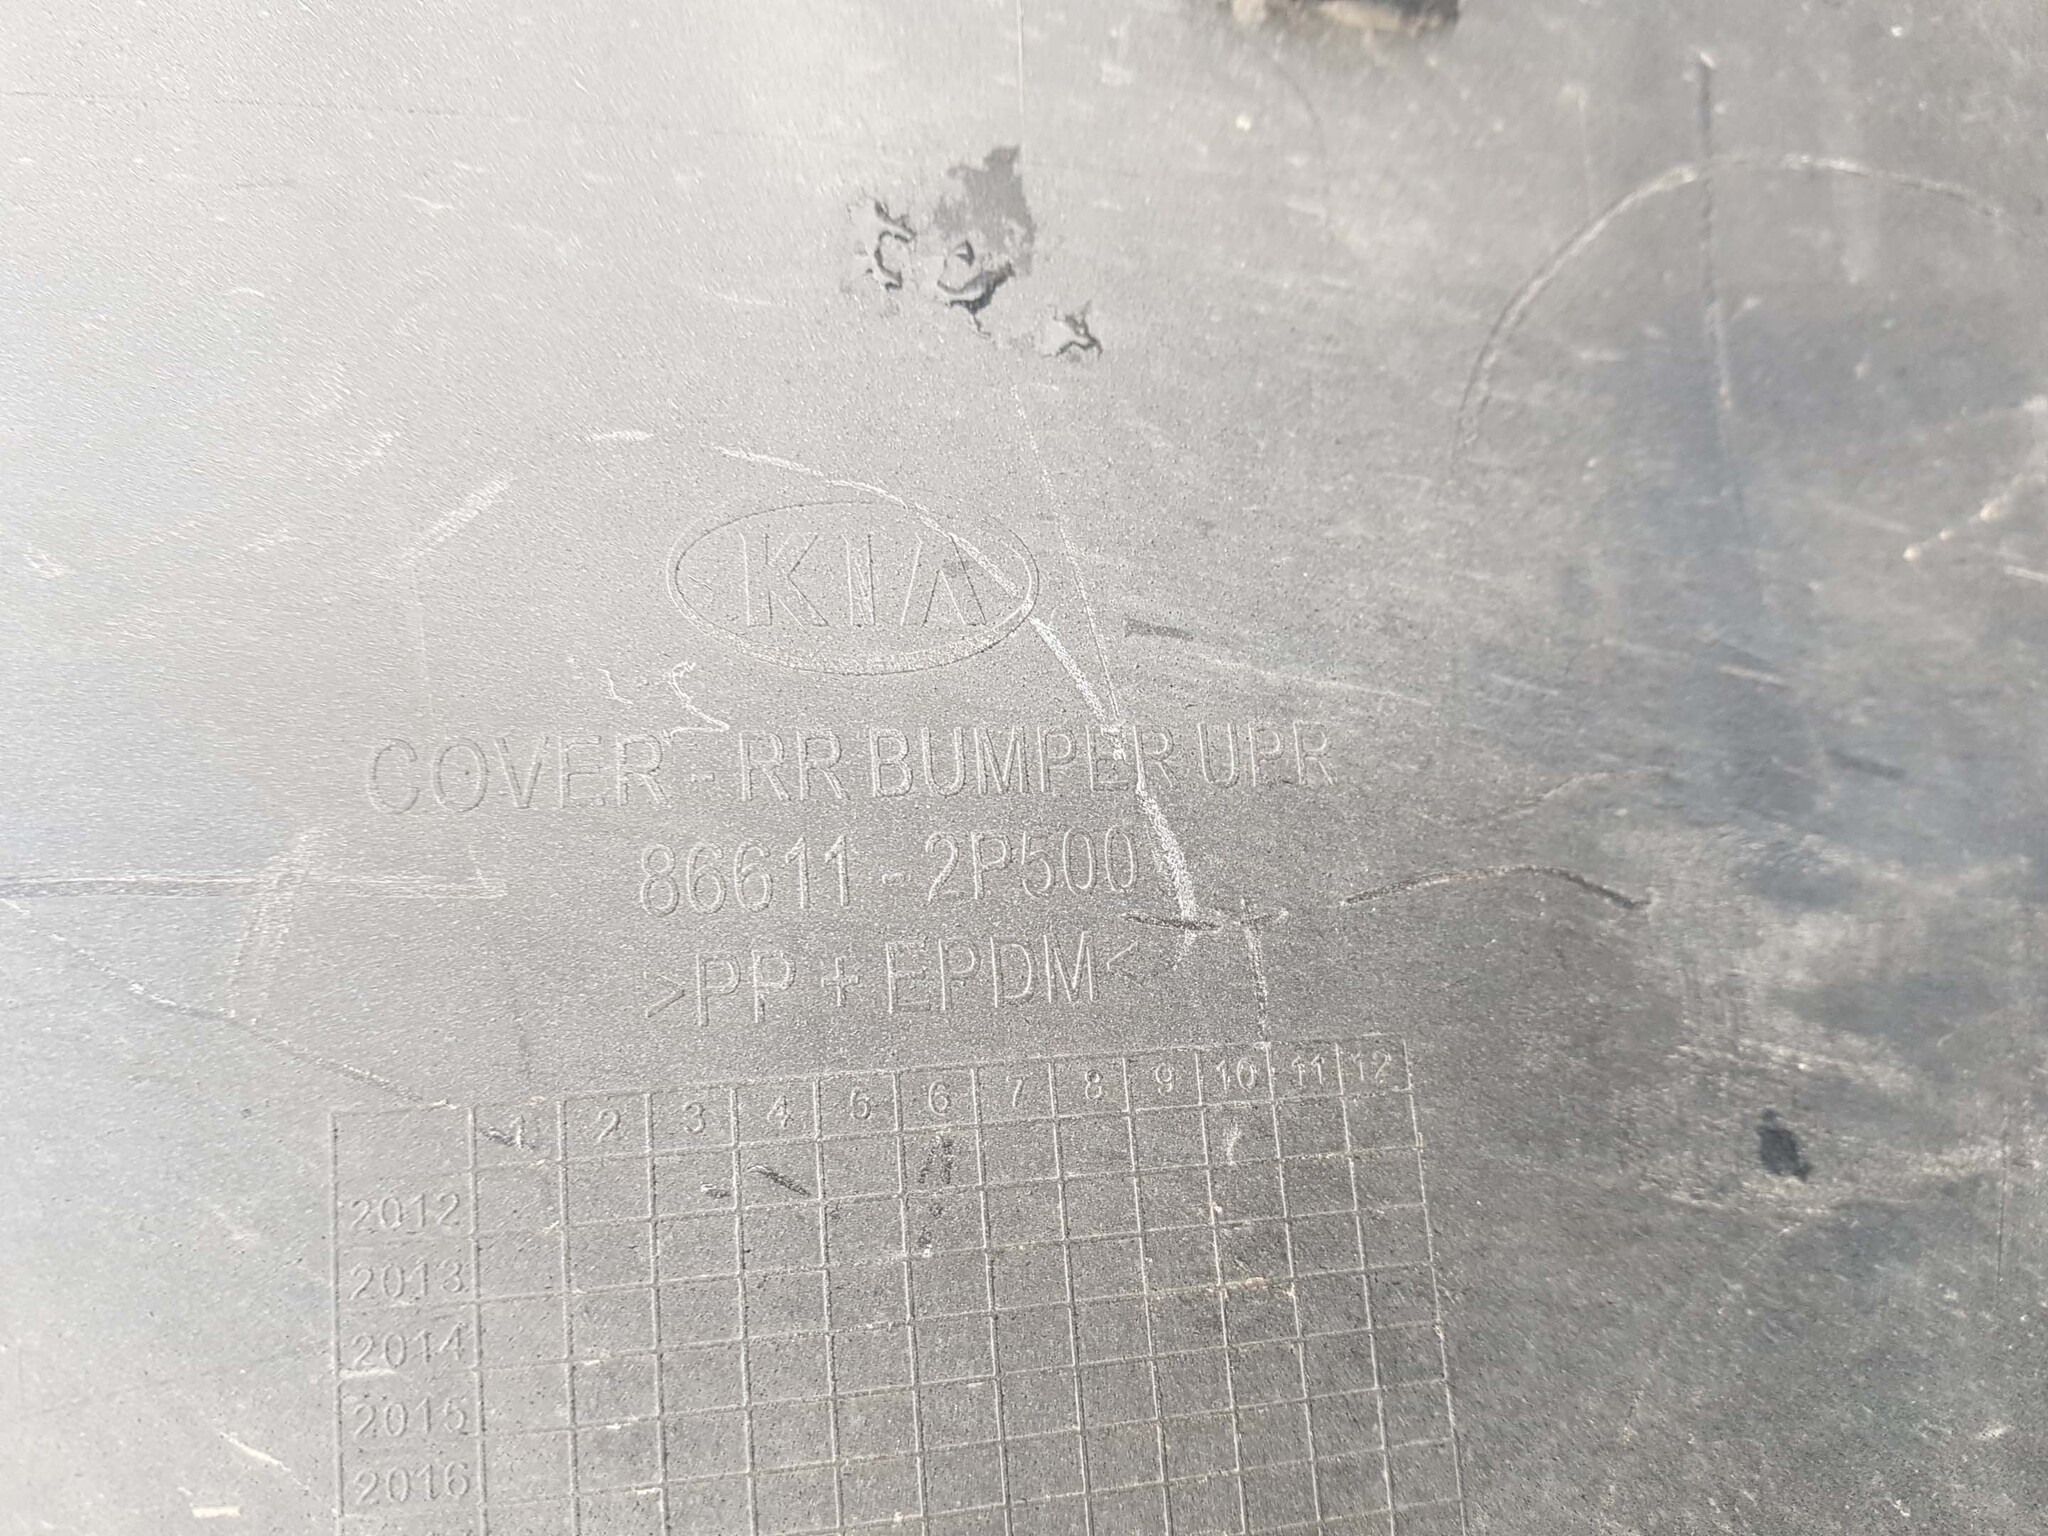 KIA
COVER - RR BUMPER UPR
86611 - 2P500
>PP + EPDM<
1 2 3 4 5 6 7 8 9 10 11 12
2012
2013
2014
2015
2016